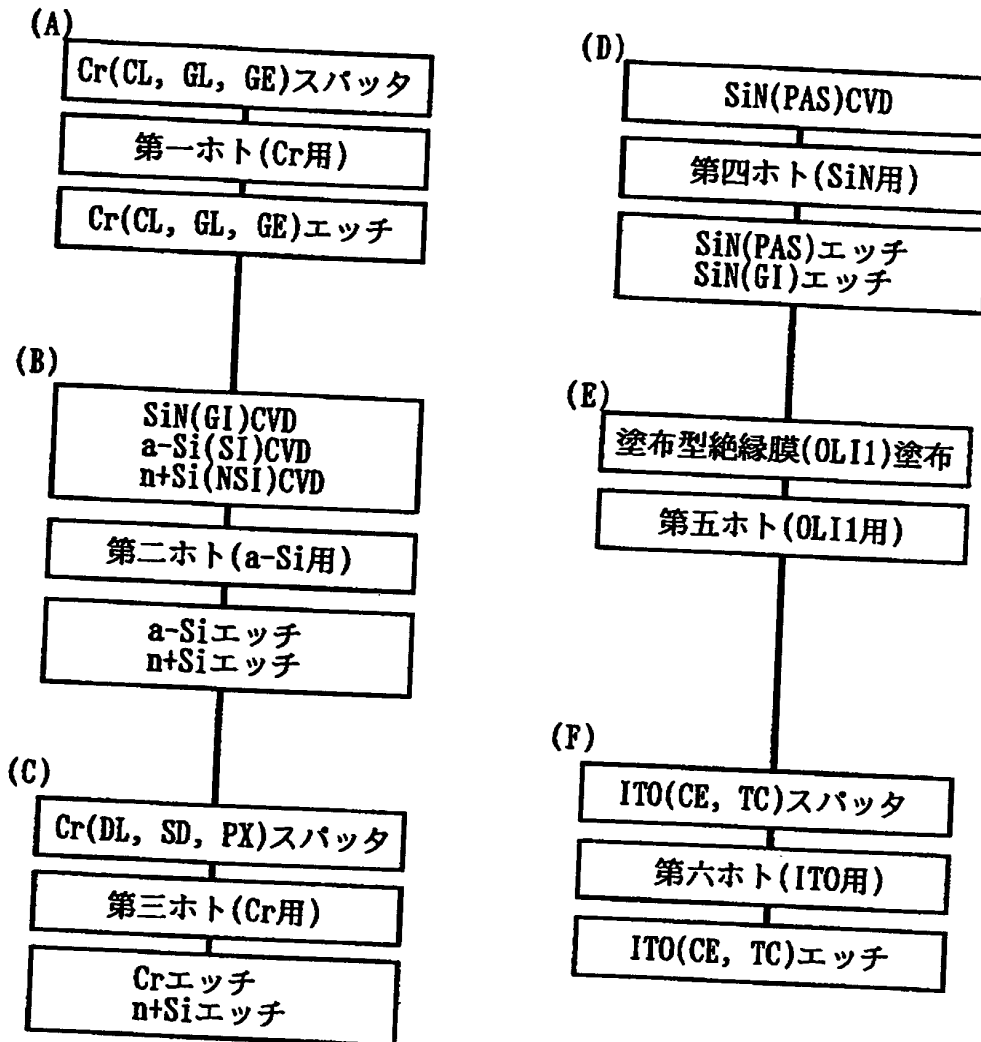 (A)
Cr(CL, GL, GE)スパッタ
第一ホト(Cr用)
Cr(CL, GL, GE)エッチ
(B)
SiN(GI)CVD
a-Si(SI)CVD
n+Si(NSI)CVD
第二ホト(a-Si用)
a-Siエッチ
n+Siエッチ
(C)
Cr(DL, SD, PX)スパッタ
第三ホト(Cr用)
Crエッチ
n+Siエッチ
(D)
SiN(PAS)CVD
第四ホト(SiN用)
SiN(PAS)エッチ
SiN(GI)エッチ
(E)
塗布型絶縁膜(OLI1)塗布
第五ホト(OLI1用)
(F)
ITO(CE, TC)スパッタ
第六ホト(ITO用)
ITO(CE, TC)エッチ